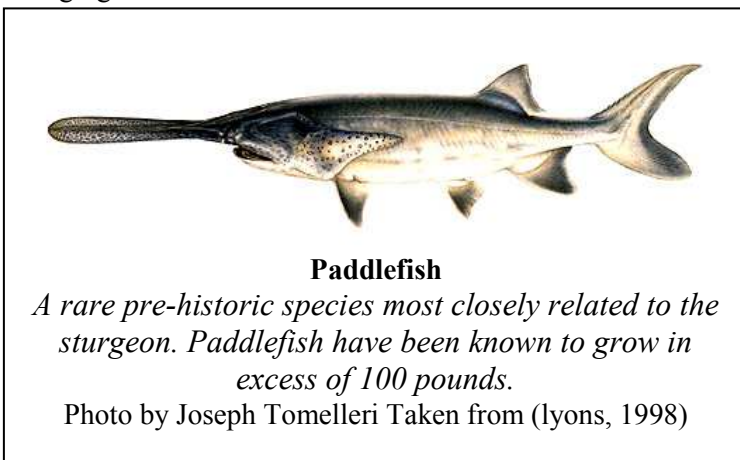 Paddlefish
A rare pre-historic species most closely related to the
sturgeon. Paddlefish have been known to grow in
excess of 100 pounds.
Photo by Joseph Tomelleri Taken from (lyons, 1998)